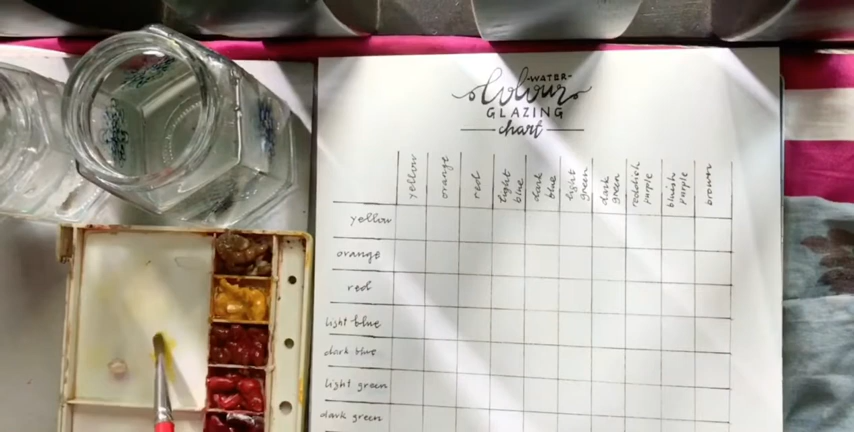 WATER-
Colour
GLAZING
chart
yellow
orange
red
light
blue
dark
blue
light
green
dark
green
reddish
purple
bluish
purple
brown
yellow
orange
red
light blue
dark blue
light green
dark green